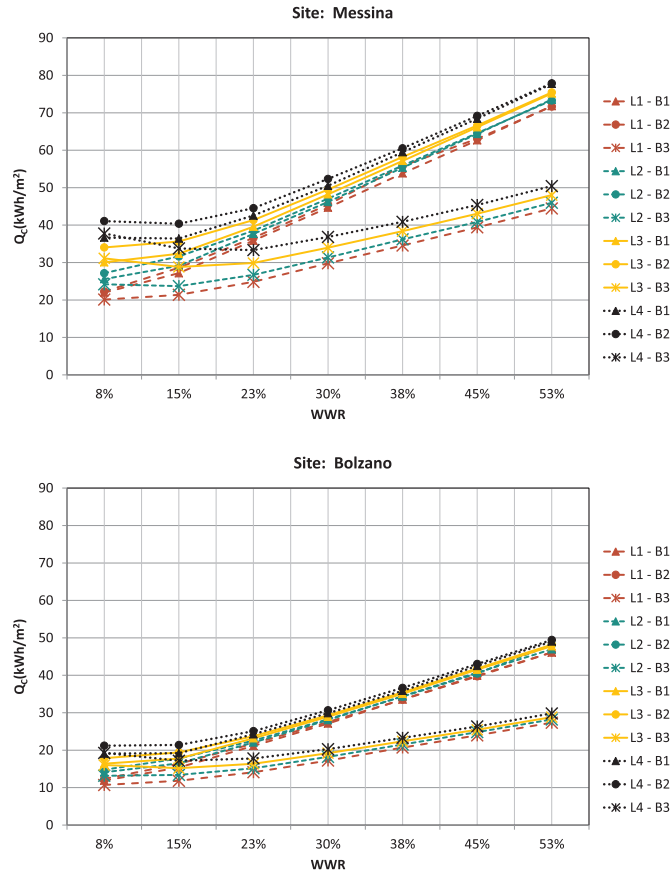 Site: Messina
Qc(kWh/m²)
90
80
70
60
50
40
30
20
10
0
8% 15% 23% 30% 38% 45% 53%
WWR
L1 - B1
L1 - B2
L1 - B3
L2 - B1
L2 - B2
L2 - B3
L3 - B1
L3 - B2
L3 - B3
L4 - B1
L4 - B2
L4 - B3
Site: Bolzano
Qc(kWh/m²)
90
80
70
60
50
40
30
20
10
0
8% 15% 23% 30% 38% 45% 53%
WWR
L1 - B1
L1 - B2
L1 - B3
L2 - B1
L2 - B2
L2 - B3
L3 - B1
L3 - B2
L3 - B3
L4 - B1
L4 - B2
L4 - B3